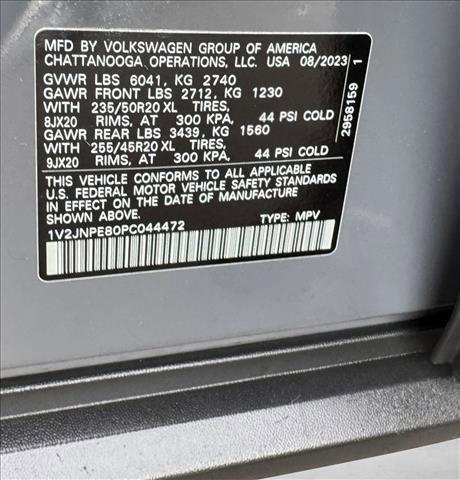 MFD BY VOLKSWAGEN GROUP OF AMERICA
CHATTANOOGA OPERATIONS, LLC. USA 08/2023
GVWR LBS 6041, KG 2740
GAWR FRONT LBS 2712, KG 1230
WITH 235/50R20 XL TIRES,
8JX20 RIMS, AT 300 KPA, 44 PSI COLD
GAWR REAR LBS 3439, KG 1560
WITH 255/45R20 XL TIRES,
9JX20 RIMS, AT 300 KPA, 44 PSI COLD
THIS VEHICLE CONFORMS TO ALL APPLICABLE
U.S. FEDERAL MOTOR VEHICLE SAFETY STANDARDS
IN EFFECT ON THE DATE OF MANUFACTURE
SHOWN ABOVE.
1V2JNPE80PC044472 TYPE: MPV
2958159 1